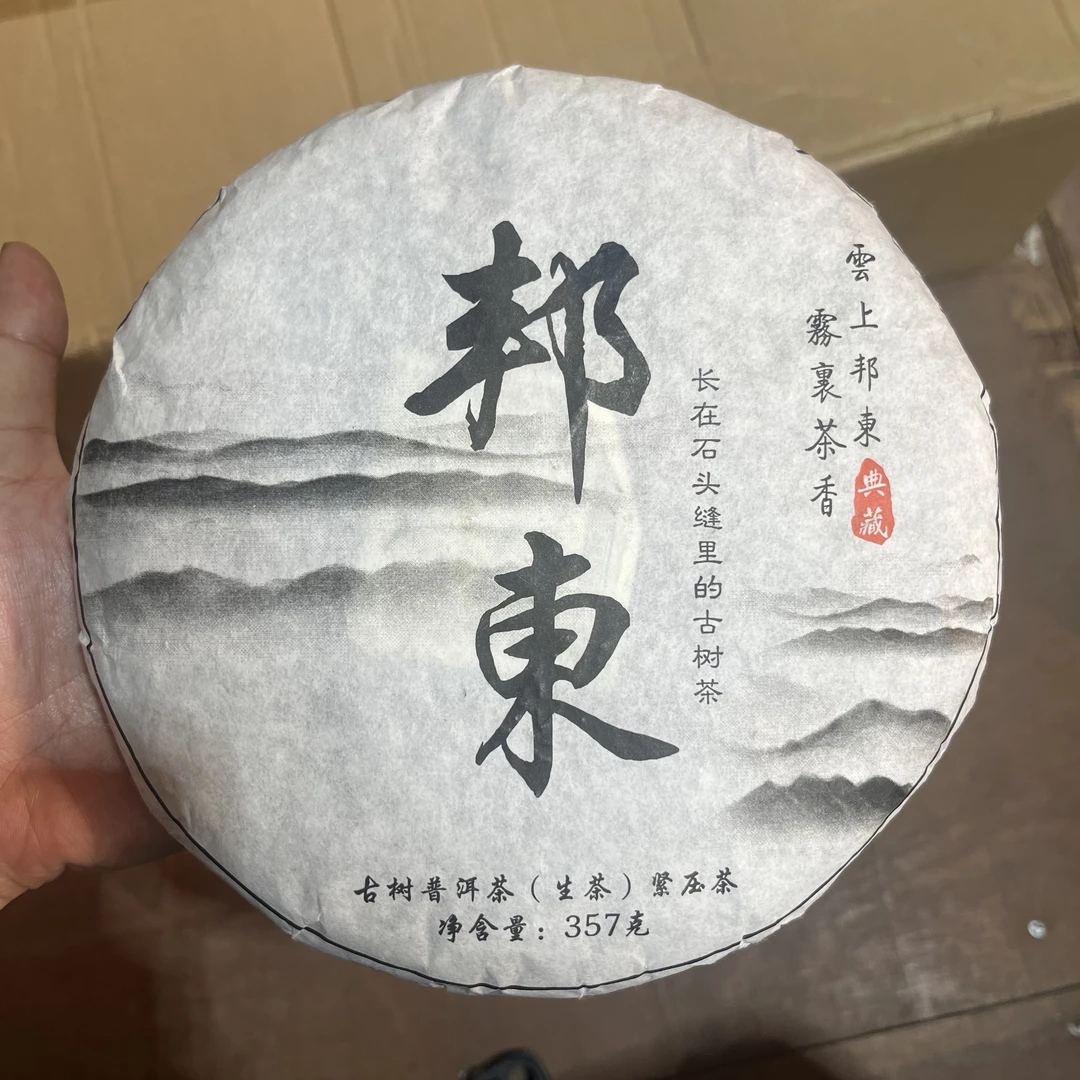 雲上邦東
霧裏茶香
典藏
长在石头缝里的古树茶
邦東
古树普洱茶（生茶）紧压茶
净含量：357克